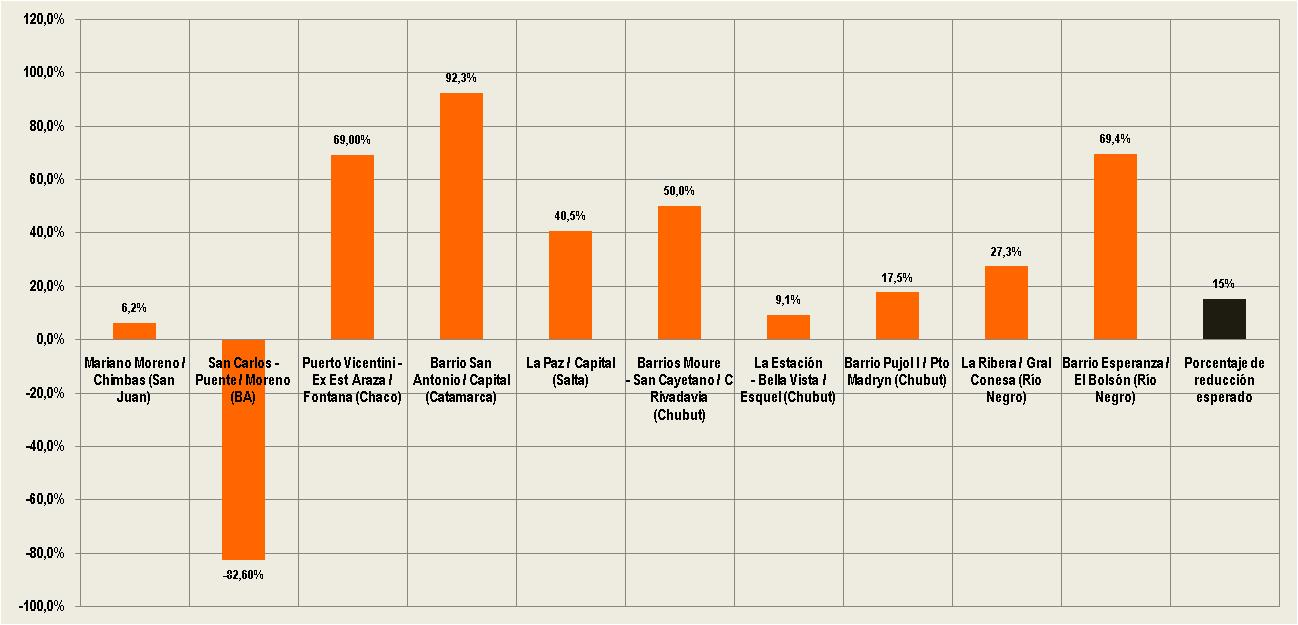 120,0%
100,0%
80,0%
60,0%
40,0%
20,0%
0,0%
-20,0%
-40,0%
-60,0%
-80,0%
-100,0%
6,2%
-82,60%
69,00%
92,3%
40,5%
50,0%
9,1%
17,5%
27,3%
69,4%
15%
Mariano Moreno /
Chimbas (San
Juan)
San Carlos -
Puente / Moreno
(BA)
Puerto Vicentini -
Ex Est Araza /
Fontana (Chaco)
Barrio San
Antonio / Capital
(Catamarca)
La Paz / Capital
(Salta)
Barrios Moure
- San Cayetano / C
Rivadavia
(Chubut)
La Estación
- Bella Vista /
Esquel (Chubut)
Barrio Pujol I / Pto
Madryn (Chubut)
La Ribera / Gral
Conesa (Río
Negro)
Barrio Esperanza /
El Bolsón (Río
Negro)
Porcentaje de
reducción
esperado